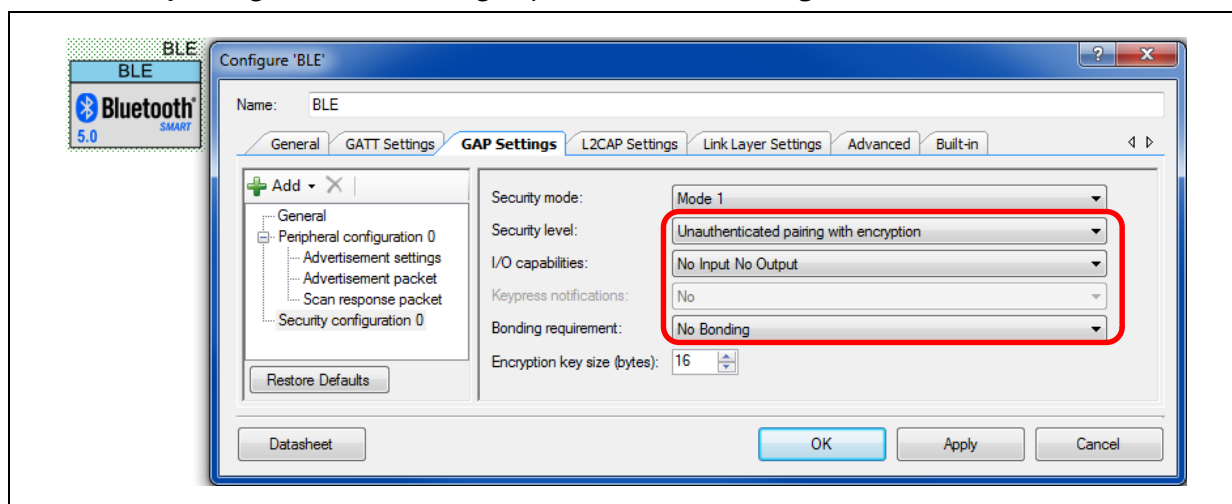 BLE
BLE
Bluetooth®
SMART
5.0
Configure 'BLE'
?
X
Name: BLE
General GATT Settings GAP Settings L2CAP Settings Link Layer Settings Advanced Built-in
Add
General
Peripheral configuration 0
Advertisement settings
Advertisement packet
Scan response packet
Security configuration 0
Restore Defaults
Security mode: Mode 1
Security level: Unauthenticated pairing with encryption
I/O capabilities: No Input No Output
Keypress notifications: No
Bonding requirement: No Bonding
Encryption key size (bytes): 16
Datasheet OK Apply Cancel